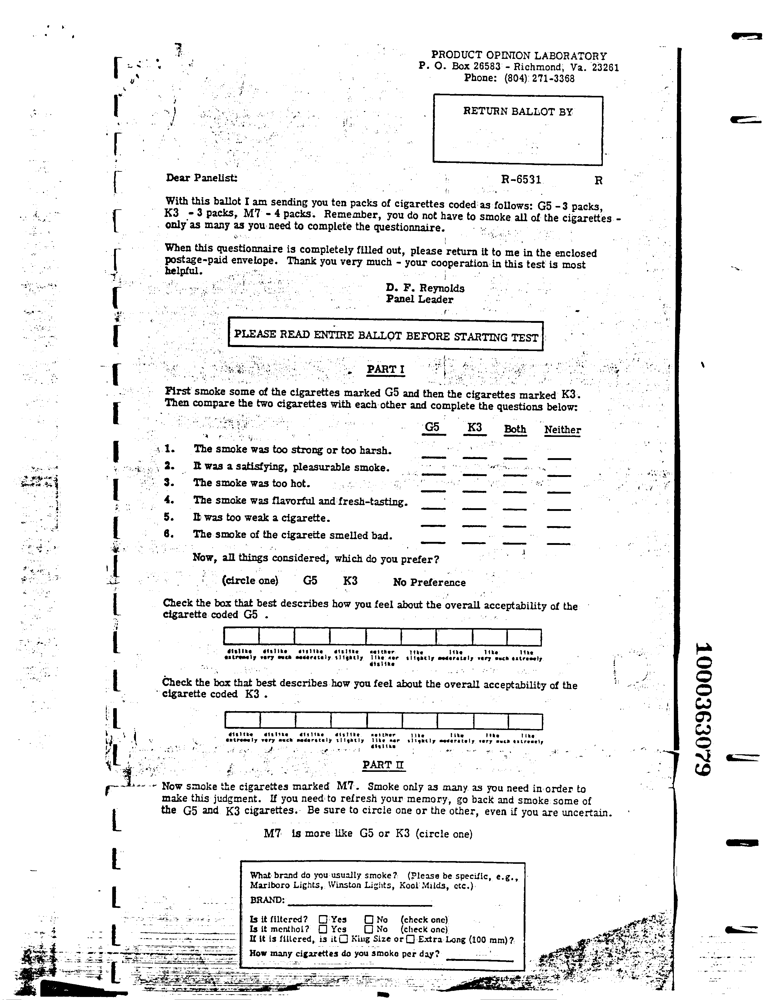 PRODUCT OPINION LABORATORY
P. O. Box 26583 - Richmond, Va. 23261
Phone: (804) 271-3368
RETURN BALLOT BY
Dear Panelist: R-6531 R
With this ballot I am sending you ten packs of cigarettes coded as follows: G5 - 3 packs,
K3 - 3 packs, M7 - 4 packs. Remember, you do not have to smoke all of the cigarettes -
only as many as you need to complete the questionnaire.
When this questionnaire is completely filled out, please return it to me in the enclosed
postage-paid envelope. Thank you very much - your cooperation in this test is most
helpful.
D. F. Reynolds
Panel Leader
PLEASE READ ENTIRE BALLOT BEFORE STARTING TEST
PART I
First smoke some of the cigarettes marked G5 and then the cigarettes marked K3.
Then compare the two cigarettes with each other and complete the questions below:
G5 K3 Both Neither
1. The smoke was too strong or too harsh.
2. It was a satisfying, pleasurable smoke.
3. The smoke was too hot.
4. The smoke was flavorful and fresh-tasting.
5. It was too weak a cigarette.
6. The smoke of the cigarette smelled bad.
Now, all things considered, which do you prefer?
(circle one) G5 K3 No Preference
Check the box that best describes how you feel about the overall acceptability of the
cigarette coded G5 .
dislike dislike dislike dislike neither like like like like
extremely very much moderately slightly like nor slightly moderately very much extremely
dislike
Check the box that best describes how you feel about the overall acceptability of the
cigarette coded K3 .
dislike dislike dislike dislike neither like like like like
extremely very much moderately slightly like nor slightly moderately very much extremely
dislike
PART II
Now smoke the cigarettes marked M7. Smoke only as many as you need in order to
make this judgment. If you need to refresh your memory, go back and smoke some of
the G5 and K3 cigarettes. Be sure to circle one or the other, even if you are uncertain.
M7 is more like G5 or K3 (circle one)
What brand do you usually smoke? (Please be specific, e.g.,
Marlboro Lights, Winston Lights, Kool Milds, etc.)
BRAND:
Is it filtered? Yes No (check one)
Is it menthol? Yes No (check one)
If it is filtered, is it King Size or Extra Long (100 mm)?
How many cigarettes do you smoke per day?
1000363079